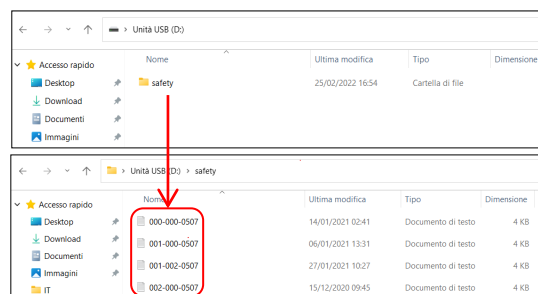 Unità USB (D:)
Nome Ultima modifica Tipo Dimensione
Accesso rapido
Desktop safety 25/02/2022 16:54 Cartella di file
Download
Documenti
Immagini
Unità USB (D:) safety
Nome Ultima modifica Tipo Dimensione
Accesso rapido
Desktop 000-000-0507 14/01/2021 02:41 Documento di testo 4 KB
Download 001-000-0507 06/01/2021 13:31 Documento di testo 4 KB
Documenti 001-002-0507 27/01/2021 10:27 Documento di testo 4 KB
Immagini
IT 002-000-0507 15/12/2020 09:45 Documento di testo 4 KB